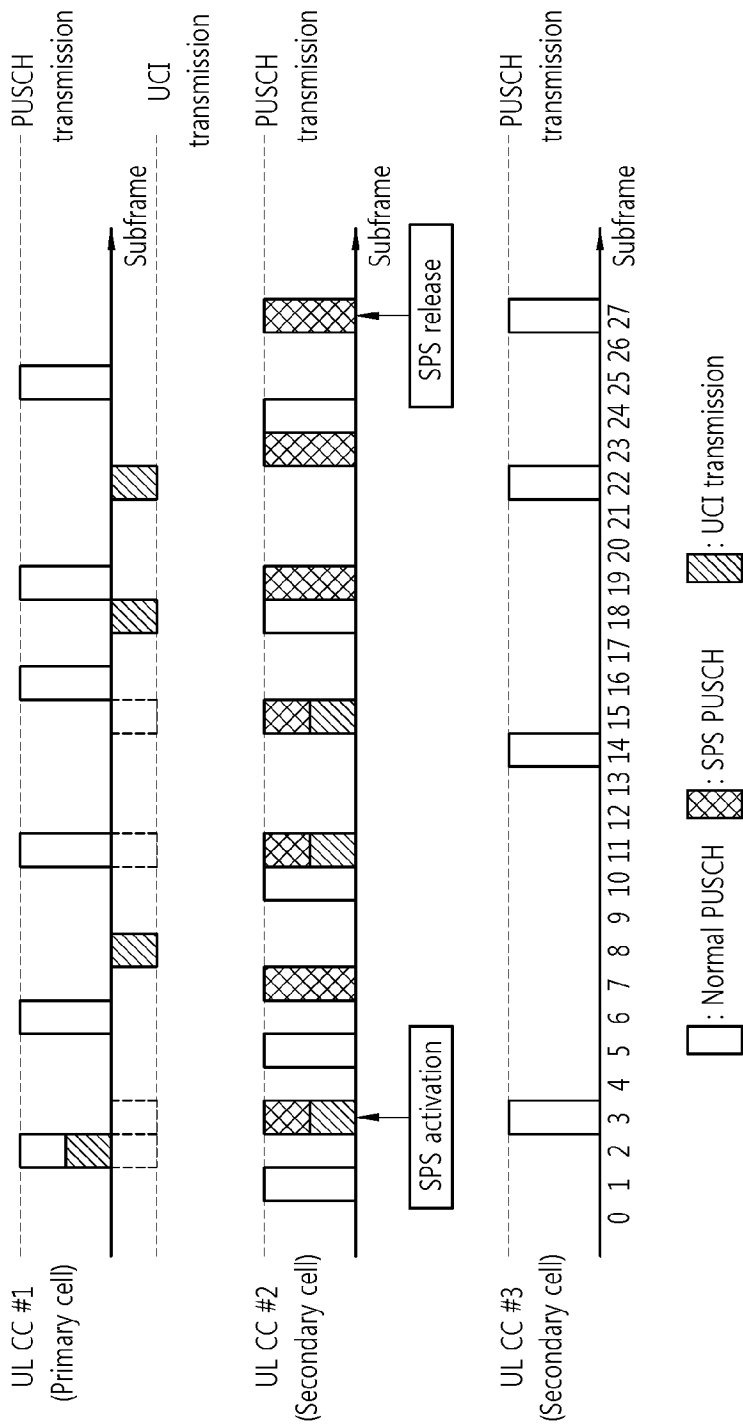 UL CC #1
(Primary cell)
PUSCH
transmission
Subframe
UCI
transmission
UL CC #2
(Secondary cell)
PUSCH
transmission
Subframe
SPS activation
SPS release
UL CC #3
(Secondary cell)
PUSCH
transmission
Subframe
0 1 2 3 4 5 6 7 8 9 10 11 12 13 14 15 16 17 18 19 20 21 22 23 24 25 26 27
: Normal PUSCH
: SPS PUSCH
: UCI transmission